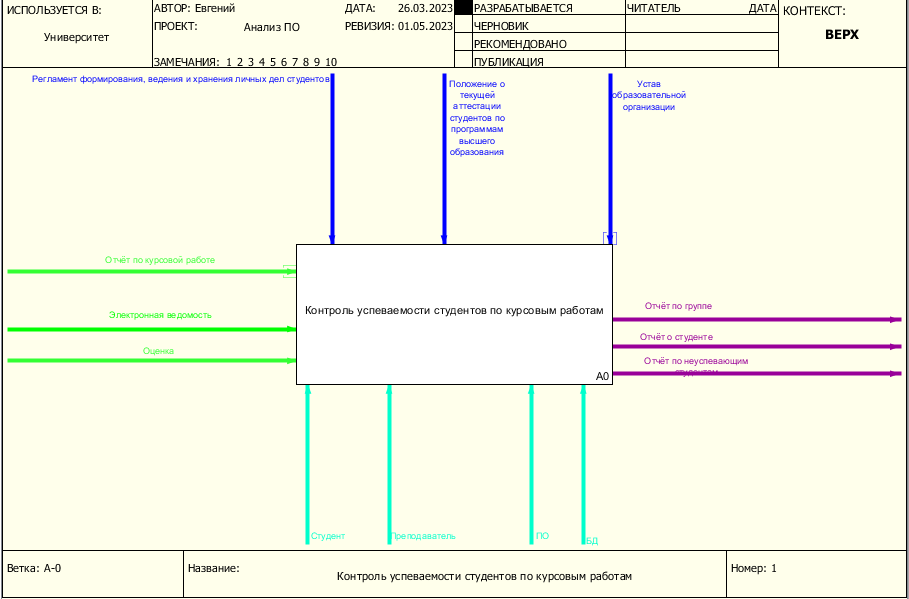 ИСПОЛЬЗУЕТСЯ В:
Университет
АВТОР: Евгений
ДАТА: 26.03.2023
ПРОЕКТ: Анализ ПО
РЕВИЗИЯ: 01.05.2023
ЗАМЕЧАНИЯ: 1 2 3 4 5 6 7 8 9 10
РАЗРАБАТЫВАЕТСЯ
ЧЕРНОВИК
РЕКОМЕНДОВАНО
ПУБЛИКАЦИЯ
ЧИТАТЕЛЬ
ДАТА
КОНТЕКСТ:
ВЕРХ
Регламент формирования, ведения и хранения личных дел студентов
Положение о
текущей
аттестации
студентов по
программам
высшего
образования
Устав
образовательной
организации
Отчёт по курсовой работе
Электронная ведомость
Оценка
Контроль успеваемости студентов по курсовым работам
A0
Отчёт по группе
Отчёт о студенте
Отчёт по неуспевающим
студентам
Студент
Преподаватель
ПО
БД
Ветка: A-0
Название:
Контроль успеваемости студентов по курсовым работам
Номер: 1